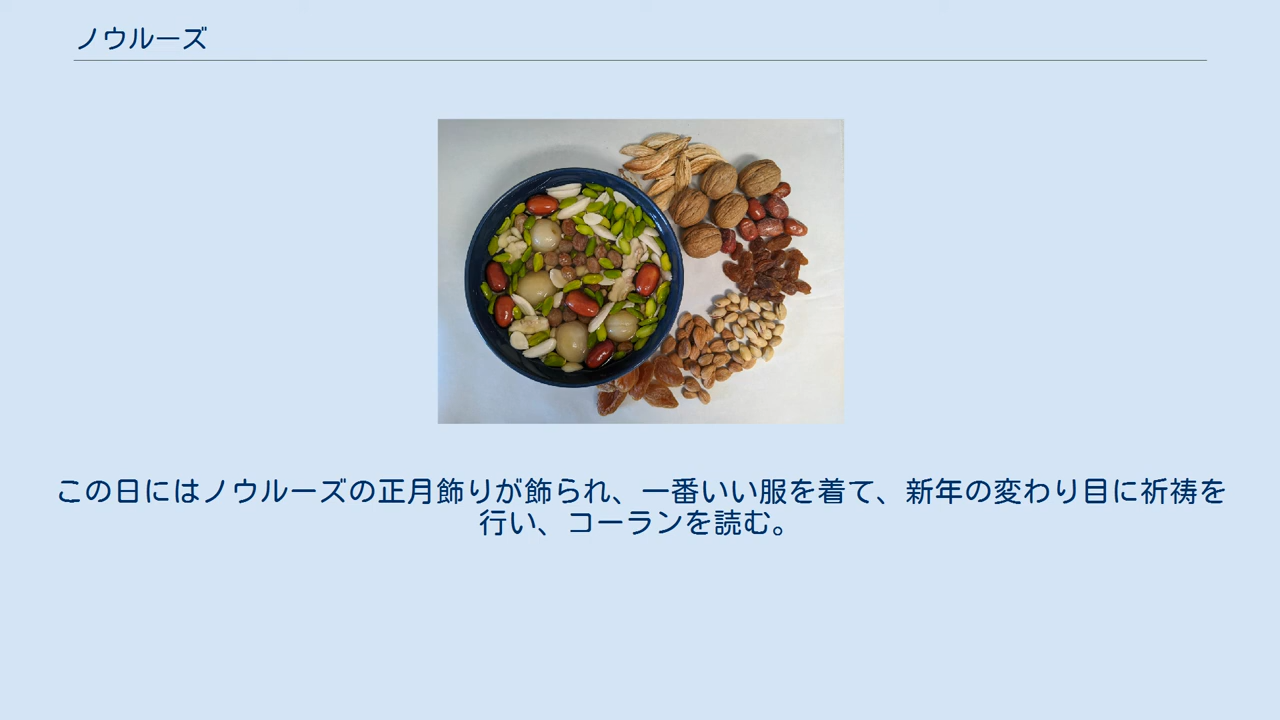 ノウルーズ
この日にはノウルーズの正月飾りが飾られ、一番いい服を着て、新年の変わり目に祈祷を
行い、コーランを読む。